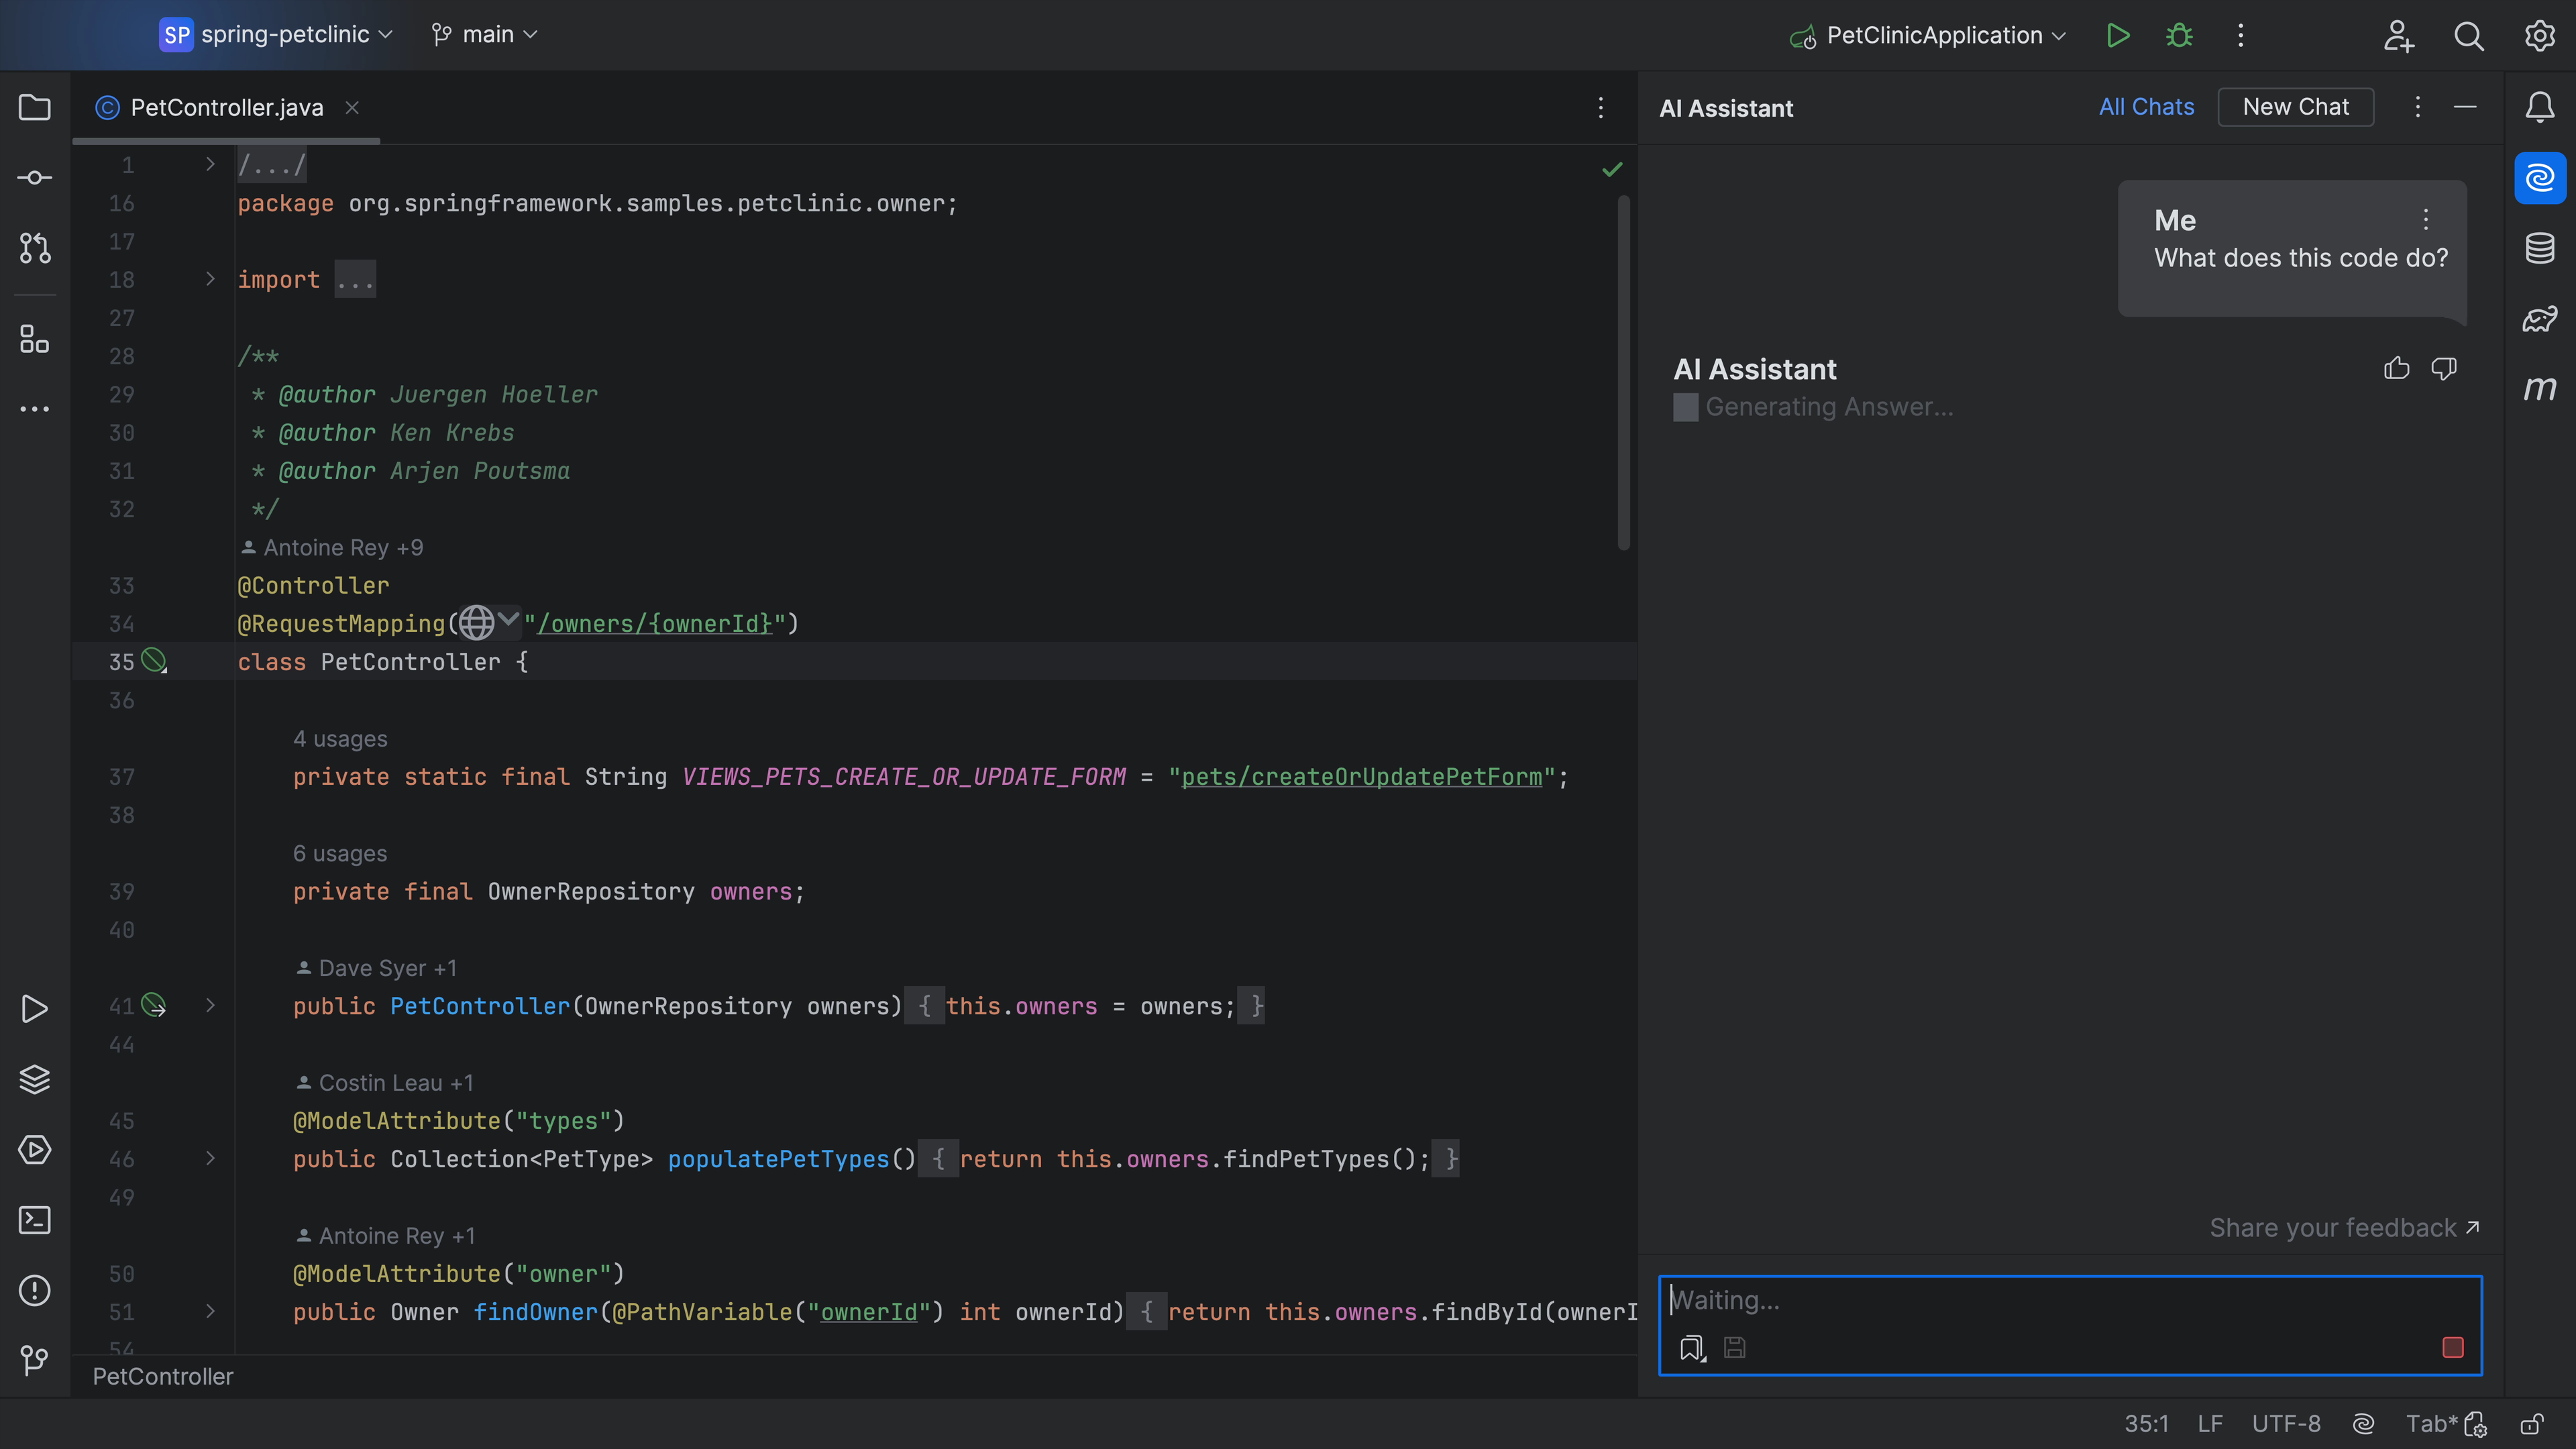 SP spring-petclinic main PetClinicApplication
PetController.java
1 /.../
16 package org.springframework.samples.petclinic.owner;
17
18 import ...
27
28 /**
29 * @author Juergen Hoeller
30 * @author Ken Krebs
31 * @author Arjen Poutsma
32 */
Antoine Rey +9
33 @Controller
34 @RequestMapping("/owners/{ownerId}")
35 class PetController {
36
4 usages
37 private static final String VIEWS_PETS_CREATE_OR_UPDATE_FORM = "pets/createOrUpdatePetForm";
38
6 usages
39 private final OwnerRepository owners;
40
Dave Syer +1
41 public PetController(OwnerRepository owners) { this.owners = owners; }
44
Costin Leau +1
45 @ModelAttribute("types")
46 public Collection<PetType> populatePetTypes() { return this.owners.findPetTypes(); }
49
Antoine Rey +1
50 @ModelAttribute("owner")
51 public Owner findOwner(@PathVariable("ownerId") int ownerId) { return this.owners.findById(ownerI
54
PetController
AI Assistant All Chats New Chat
Me
What does this code do?
AI Assistant
Generating Answer...
Share your feedback
Waiting...
m
35:1 LF UTF-8 Tab*